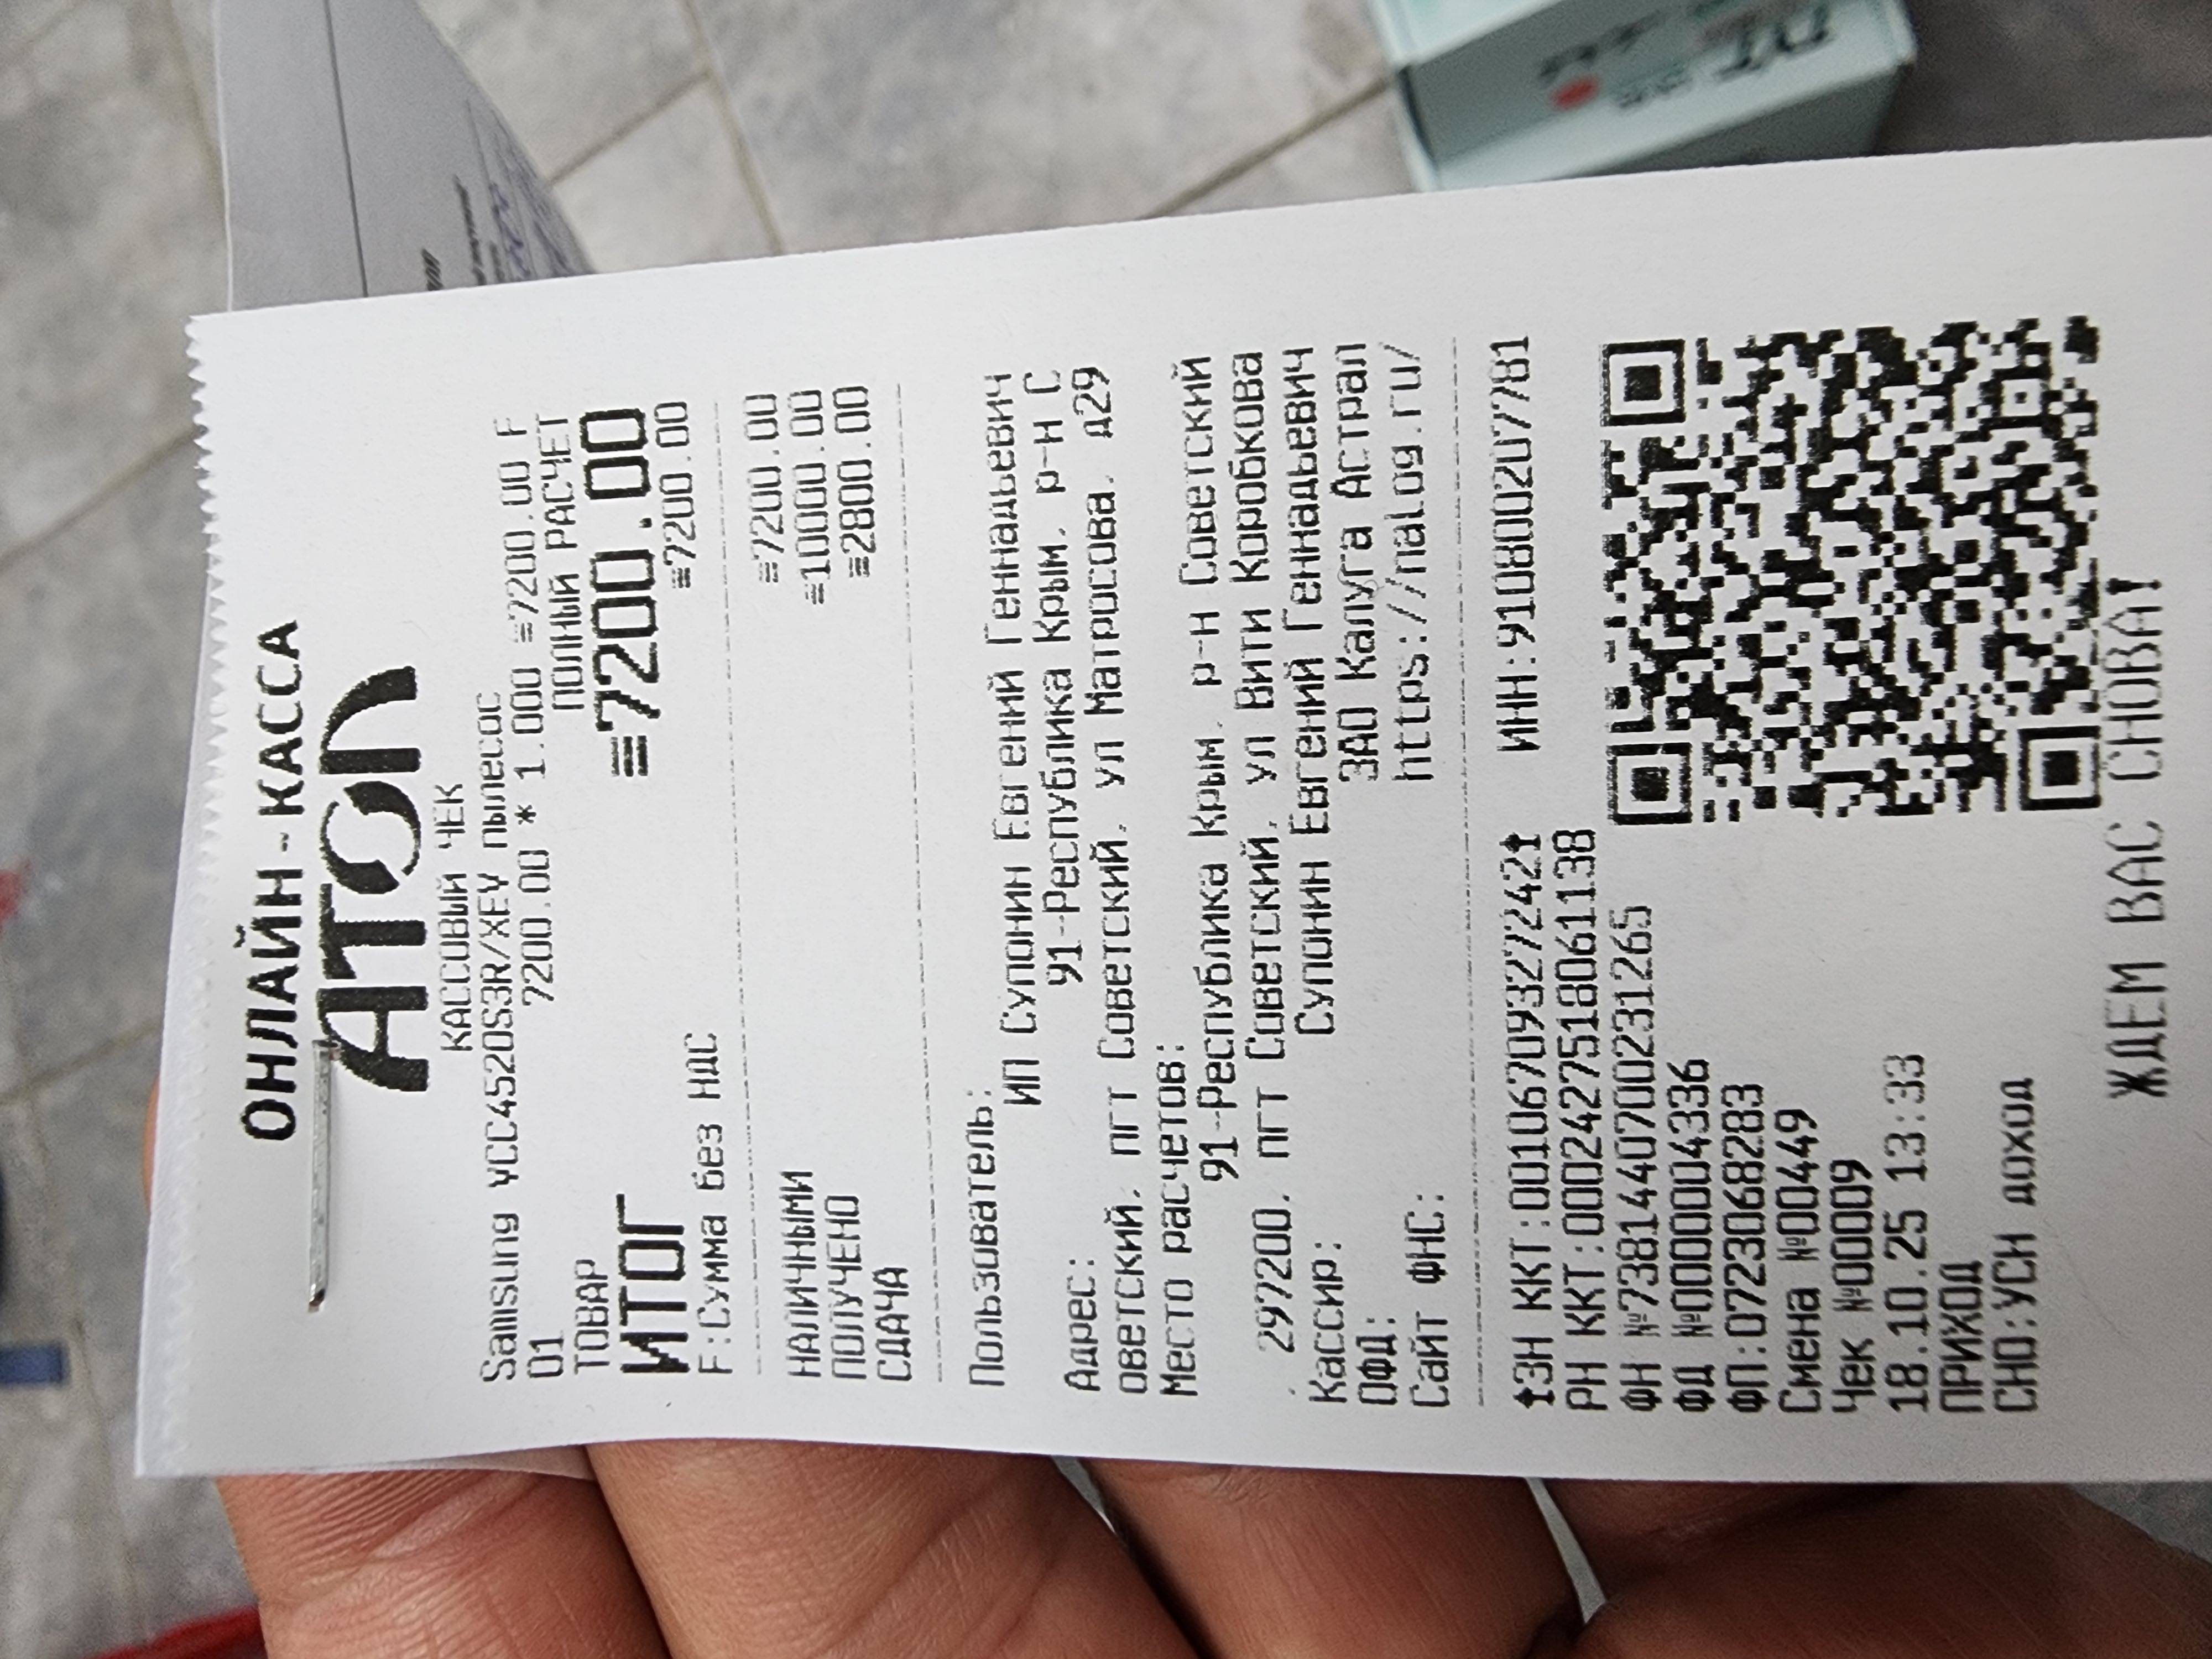 ОНЛАЙН-КАССА
АТОЛ
КАССОВЫЙ ЧЕК
Samsung VCC4520S3R/XEV пылесос
01 7200.00 * 1.000 =7200.00 F
ТОВАР ПОЛНЫЙ РАСЧЕТ
ИТОГ =7200.00
F:Сумма без НДС =7200.00
НАЛИЧНЫМИ =7200.00
ПОЛУЧЕНО =10000.00
СДАЧА =2800.00
Пользователь:
ИП Супонин Евгений Геннадьевич
Адрес: 91-Республика Крым, р-н С
оветский, пгт Советский, ул Матросова, д29
Место расчетов:
91-Республика Крым, р-н Советский
, 297200, пгт Советский, ул Вити Коробкова
Кассир: Супонин Евгений Геннадьевич
ОФД: ЗАО Калуга Астрал
Сайт ФНС: https://nalog.ru/
ЗН ККТ:00106709327242 ИНН:910800207781
РН ККТ:0002427518061138
ФН №7381440700231265
ФД №0000004336
ФП:0723068283
Смена №00449
Чек №00009
18.10.25 13:33
ПРИХОД
СНО:УСН доход
ЖДЕМ ВАС СНОВА!